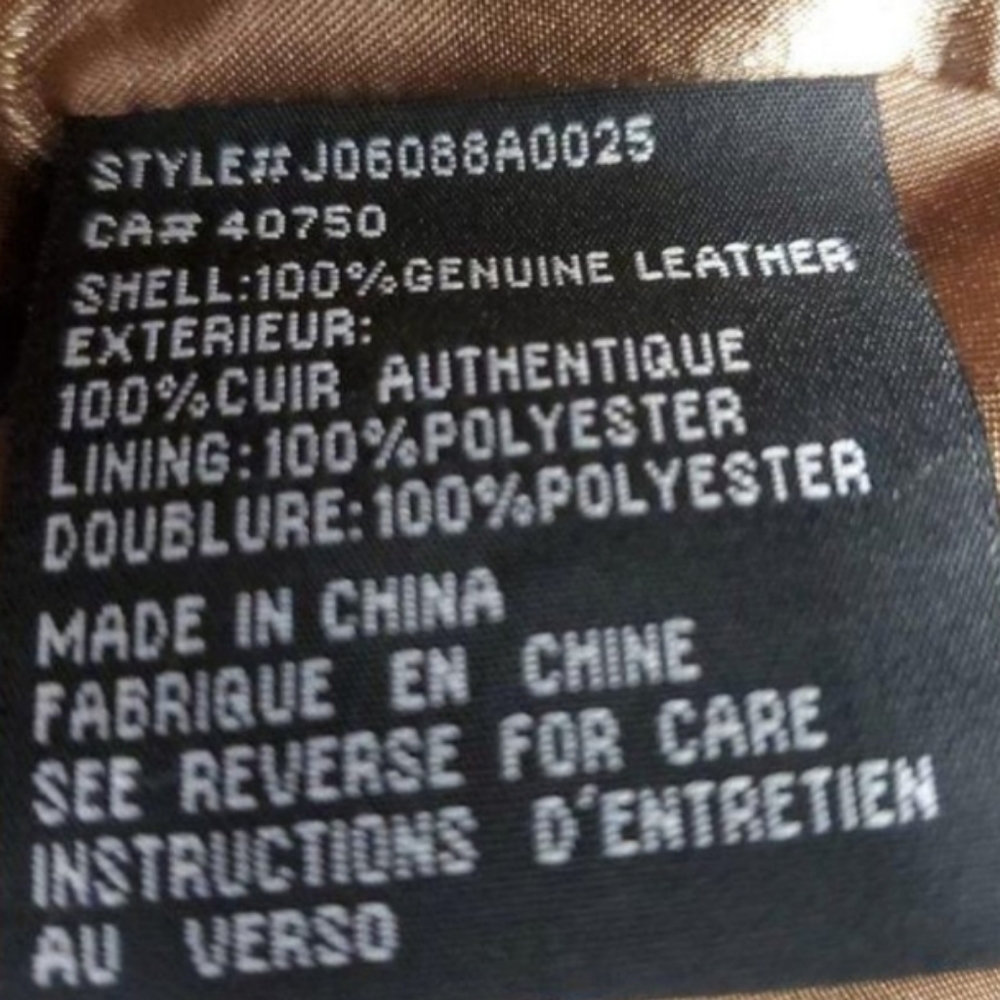 STYLE#J06088A0025
CA# 40750
SHELL:100%GENUINE LEATHER
EXTERIEUR:
100%CUIR AUTHENTIQUE
LINING:100%POLYESTER
DOUBLURE:100%POLYESTER
MADE IN CHINA
FABRIQUE EN CHINE
SEE REVERSE FOR CARE
INSTRUCTIONS D'ENTRETIEN
AU VERSO